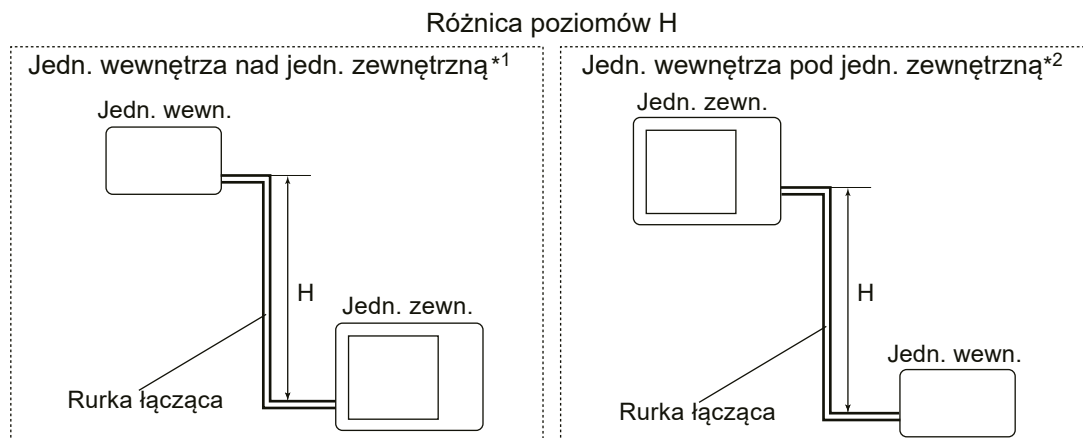 Różnica poziomów H
Jedn. wewnętrza nad jedn. zewnętrzną*1
Jedn. wewn.
H
Jedn. zewn.
Rurka łącząca
Jedn. wewnętrza pod jedn. zewnętrzną*2
Jedn. zewn.
H
Jedn. wewn.
Rurka łącząca